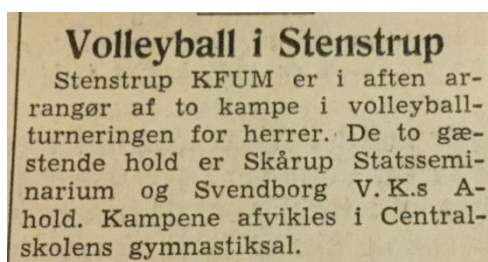 Volleyball i Stenstrup
Stenstrup KFUM er i aften ar-
rangør af to kampe i volleyball-
turneringen for herrer. De to gæ-
stende hold er Skårup Statssemi-
narium og Svendborg V. K.s A-
hold. Kampene afvikles i Central-
skolens gymnastiksal.